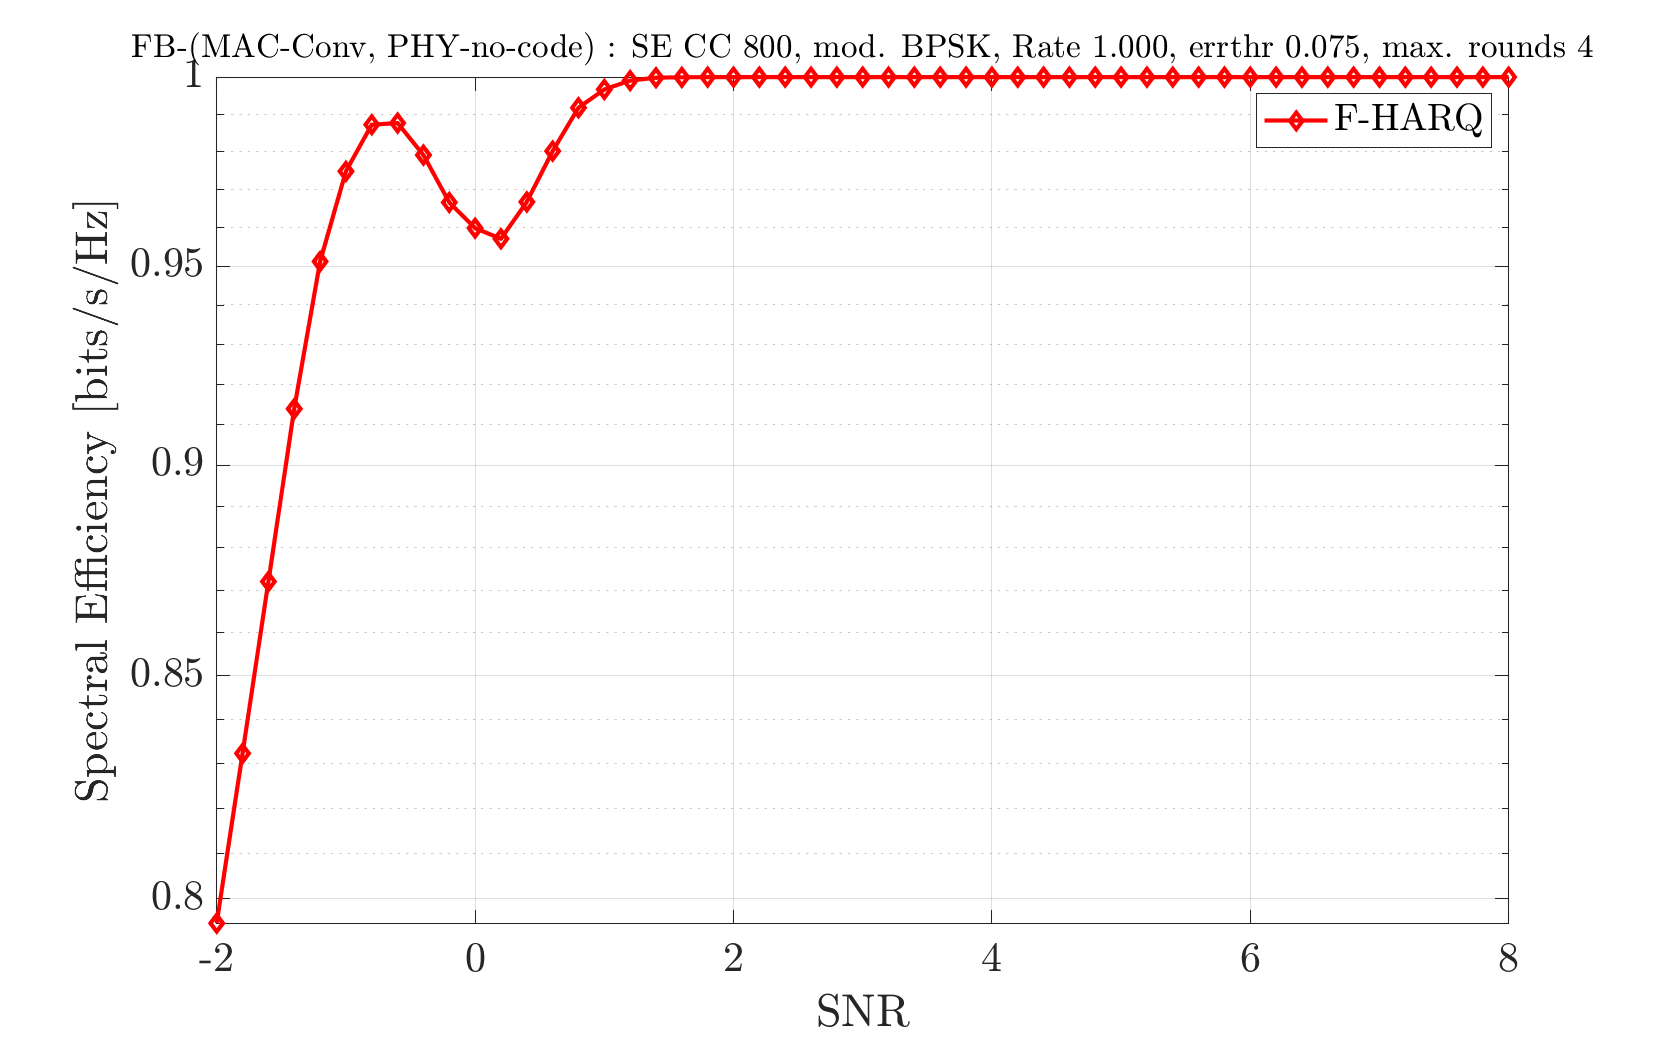 FB-(MAC-Conv, PHY-no-code) : SE CC 800, mod. BPSK, Rate 1.000, errthr 0.075, max. rounds 4
1
F-HARQ
0.95
0.9
0.85
0.8
Spectral Efficiency [bits/s/Hz]
-2 0 2 4 6 8
SNR